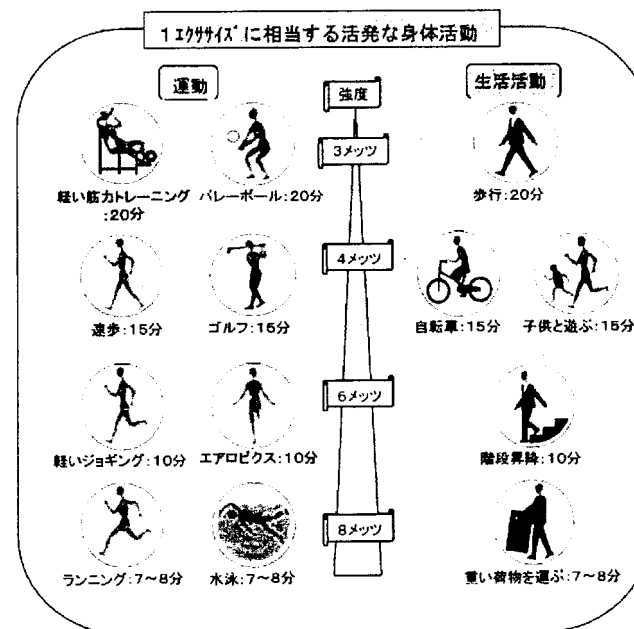 1エクササイズに相当する活発な身体活動
運動
強度
生活活動
3メッツ
軽い筋力トレーニング
:20分
バレーボール:20分
歩行:20分
4メッツ
速歩:15分
ゴルフ:15分
自転車:15分
子供と遊ぶ:15分
6メッツ
軽いジョギング:10分
エアロビクス:10分
階段昇降:10分
8メッツ
ランニング:7～8分
水泳:7～8分
重い荷物を運ぶ:7～8分